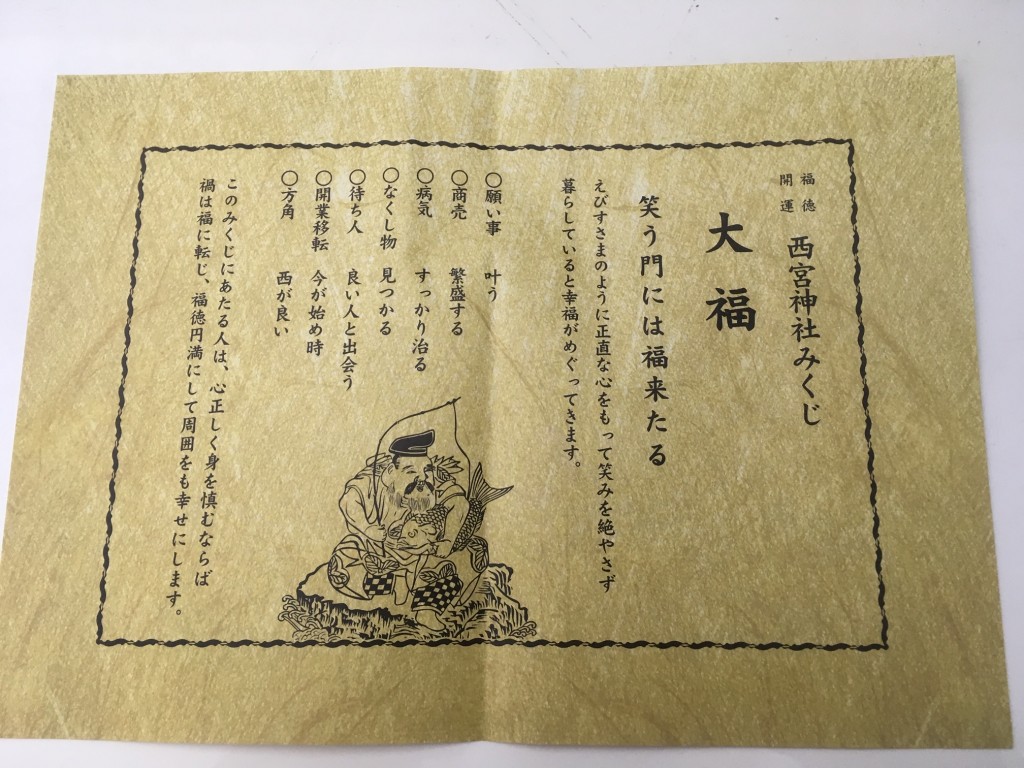 福徳
開運
西宮神社みくじ
大福
笑う門には福来たる
えびすさまのように正直な心をもって笑みを絶やさず
暮らしていると幸福がめぐってきます。
○願い事 叶う
○商売 繁盛する
○病気 すっかり治る
○なくし物 見つかる
○待ち人 良い人と出会う
○開業移転 今が始め時
○方角 西が良い
このみくじにあたる人は、心正しく身を慎むならば
禍は福に転じ、福徳円満にして周囲をも幸せにします。